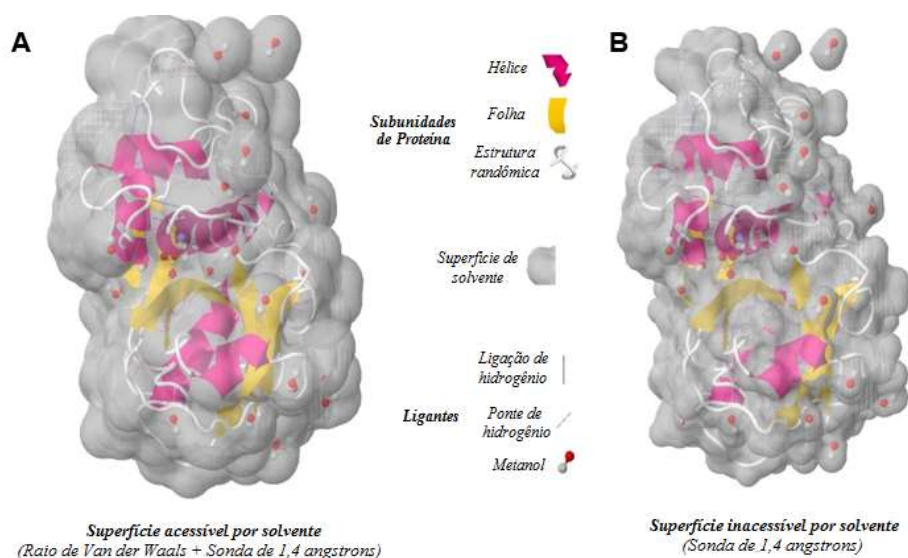 A
B
Hélice
Subunidades
de Proteína
Folha
Estrutura
randômica
Superfície de
solvente
Ligação de
hidrogênio
Ligantes
Ponte de
hidrogênio
Metanol
Superfície acessível por solvente
(Raio de Van der Waals + Sonda de 1,4 angstrons)
Superfície inacessível por solvente
(Sonda de 1,4 angstrons)